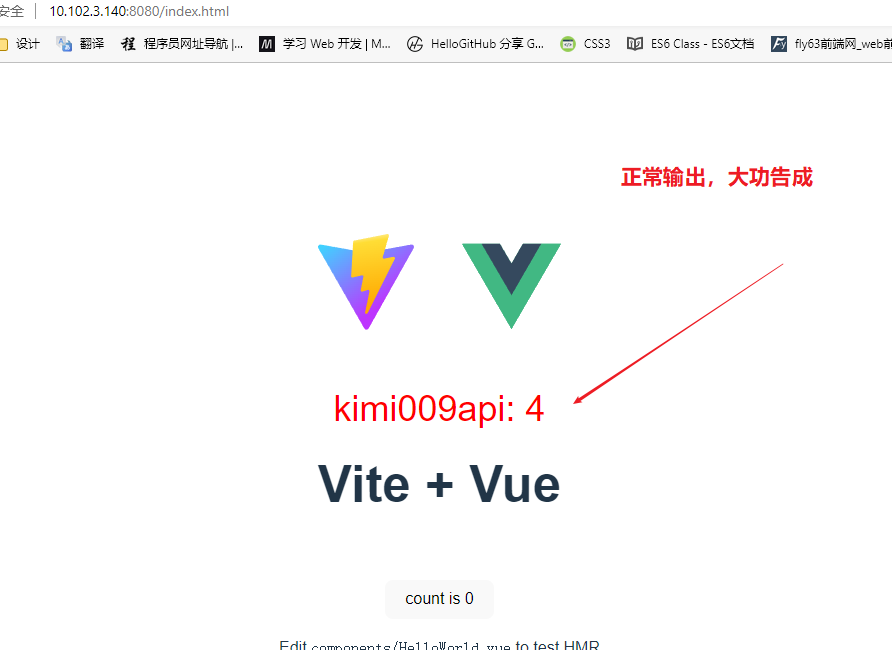 安全 10.102.3.140:8080/index.html
设计 翻译 程 程序员网址导航 |... M 学习 Web 开发 | M... HelloGitHub 分享 G... CSS3 ES6 Class - ES6文档 Fy fly63前端网_web前
正常输出，大功告成
kimi009api: 4
Vite + Vue
count is 0
Edit components/HelloWorld.vue to test HMR